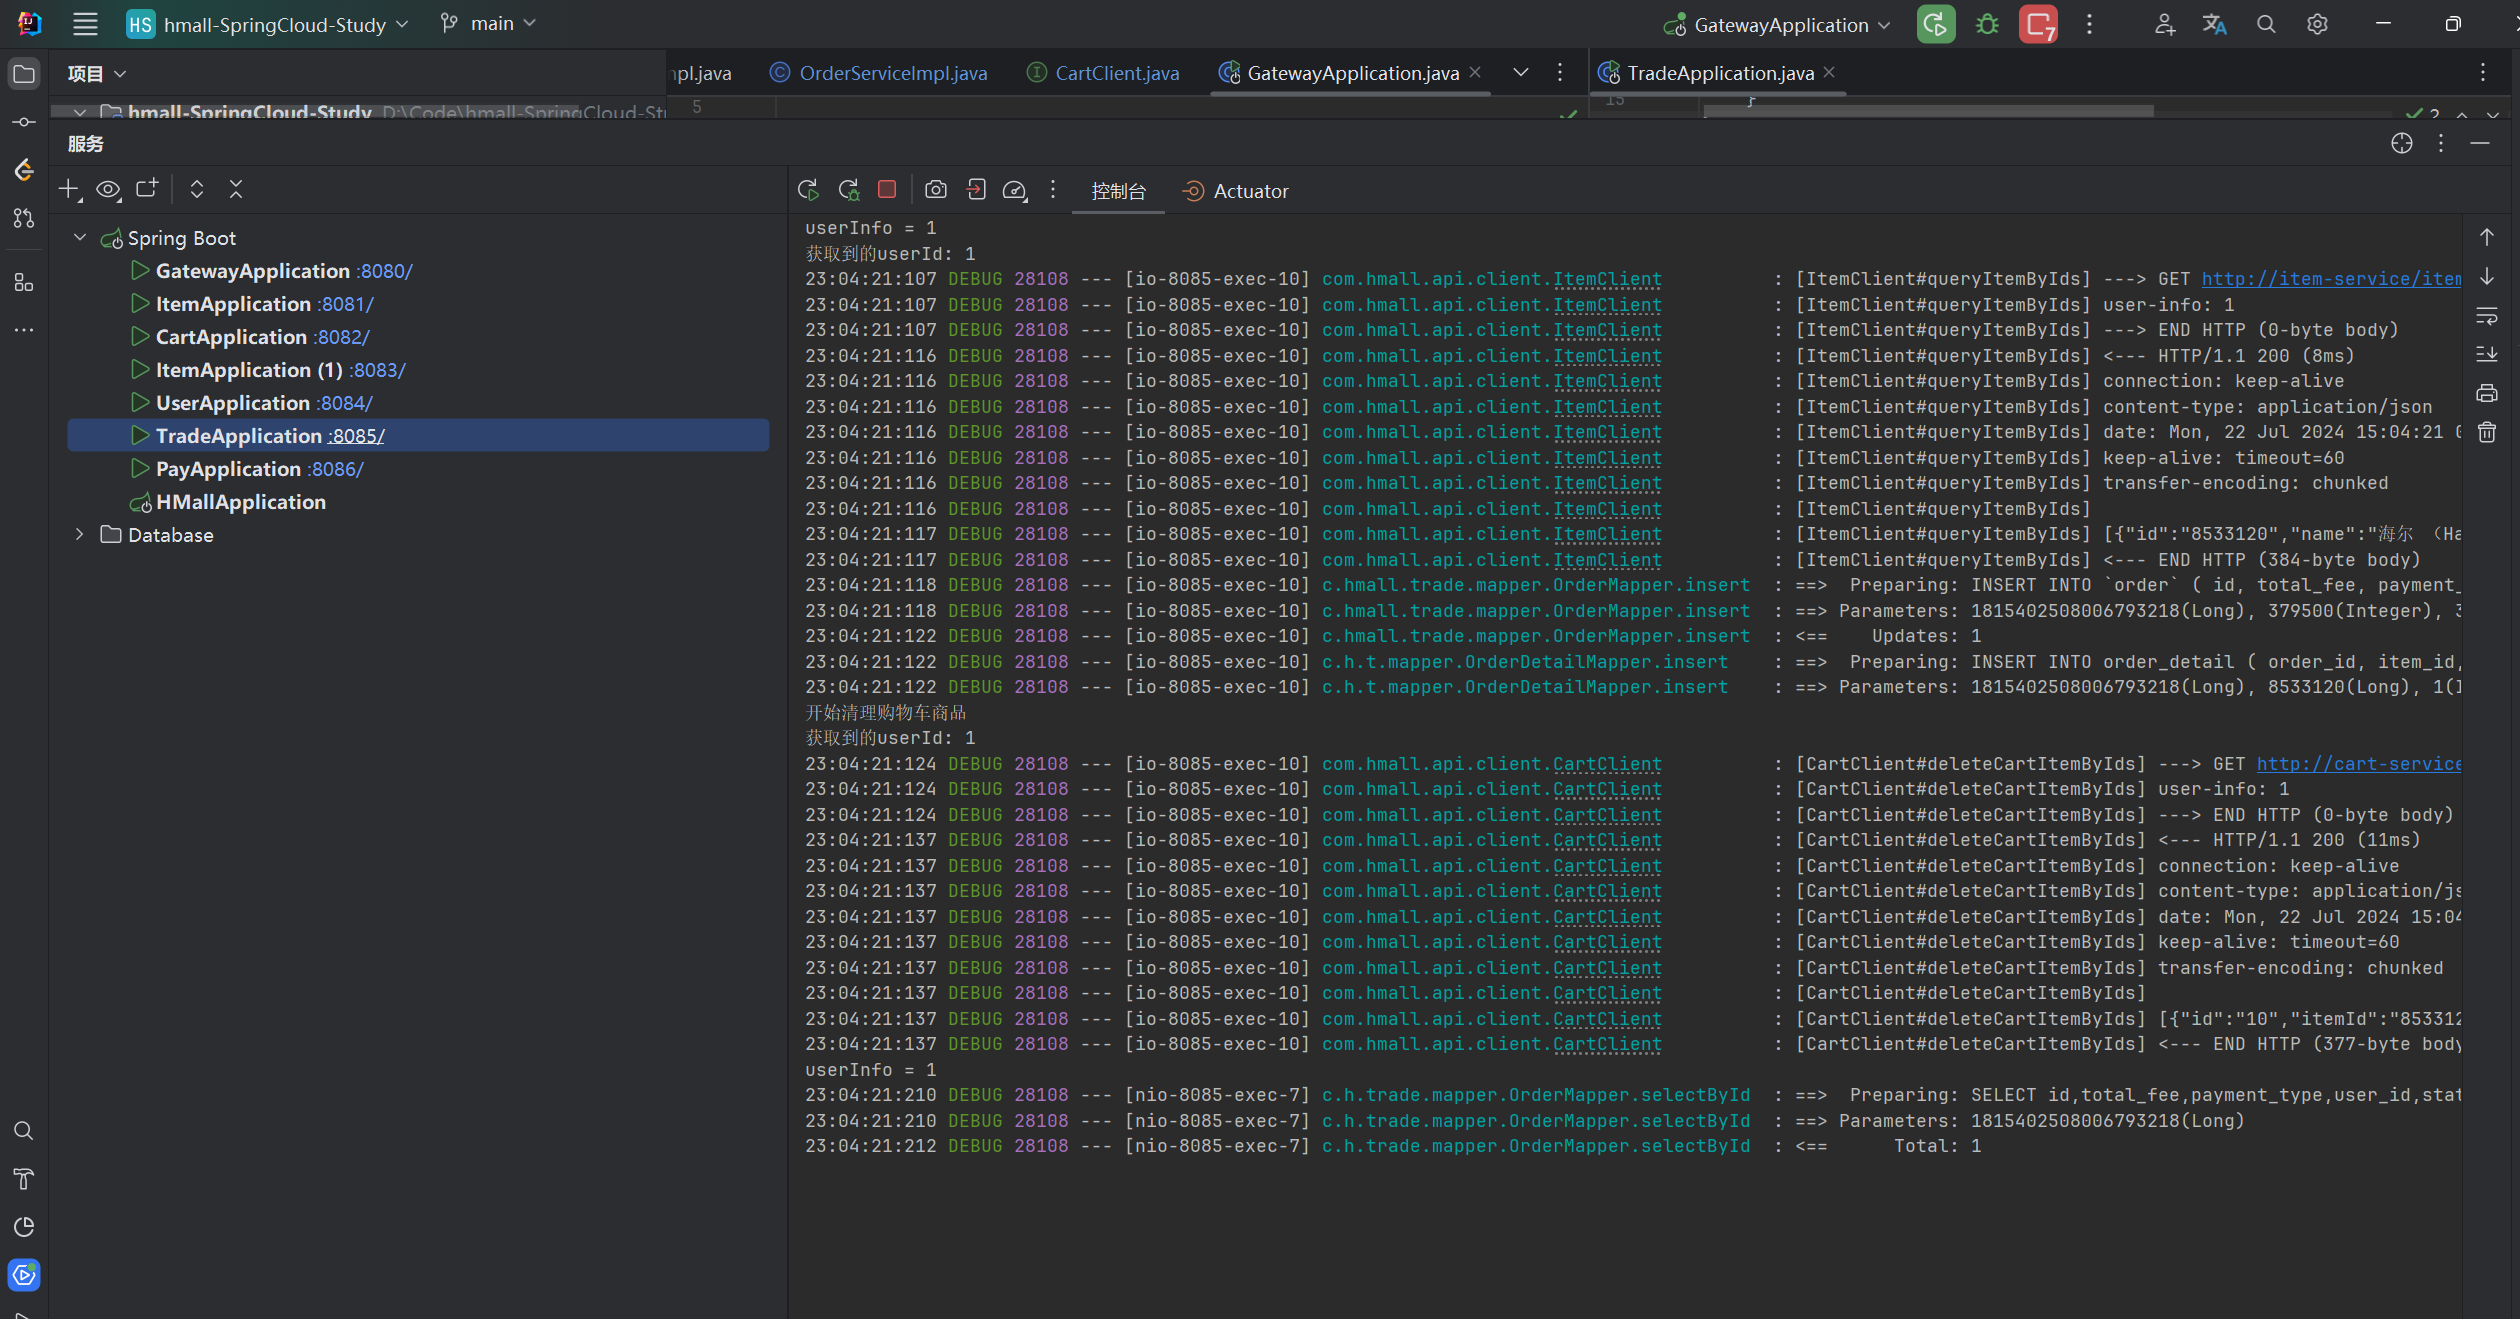 HS hmall-SpringCloud-Study main GatewayApplication 7
项目 npl.java OrderServiceImpl.java CartClient.java GatewayApplication.java TradeApplication.java
hmall-SpringCloud-Study D:\Code\hmall-SpringCloud-Stu 5 15 } 2
服务
控制台 Actuator
Spring Boot
GatewayApplication :8080/
ItemApplication :8081/
CartApplication :8082/
ItemApplication (1) :8083/
UserApplication :8084/
TradeApplication :8085/
PayApplication :8086/
HMallApplication
Database
userInfo = 1
获取到的userId: 1
23:04:21:107 DEBUG 28108 --- [io-8085-exec-10] com.hmall.api.client.ItemClient : [ItemClient#queryItemByIds] ---> GET http://item-service/item
23:04:21:107 DEBUG 28108 --- [io-8085-exec-10] com.hmall.api.client.ItemClient : [ItemClient#queryItemByIds] user-info: 1
23:04:21:107 DEBUG 28108 --- [io-8085-exec-10] com.hmall.api.client.ItemClient : [ItemClient#queryItemByIds] ---> END HTTP (0-byte body)
23:04:21:116 DEBUG 28108 --- [io-8085-exec-10] com.hmall.api.client.ItemClient : [ItemClient#queryItemByIds] <--- HTTP/1.1 200 (8ms)
23:04:21:116 DEBUG 28108 --- [io-8085-exec-10] com.hmall.api.client.ItemClient : [ItemClient#queryItemByIds] connection: keep-alive
23:04:21:116 DEBUG 28108 --- [io-8085-exec-10] com.hmall.api.client.ItemClient : [ItemClient#queryItemByIds] content-type: application/json
23:04:21:116 DEBUG 28108 --- [io-8085-exec-10] com.hmall.api.client.ItemClient : [ItemClient#queryItemByIds] date: Mon, 22 Jul 2024 15:04:21
23:04:21:116 DEBUG 28108 --- [io-8085-exec-10] com.hmall.api.client.ItemClient : [ItemClient#queryItemByIds] keep-alive: timeout=60
23:04:21:116 DEBUG 28108 --- [io-8085-exec-10] com.hmall.api.client.ItemClient : [ItemClient#queryItemByIds] transfer-encoding: chunked
23:04:21:116 DEBUG 28108 --- [io-8085-exec-10] com.hmall.api.client.ItemClient : [ItemClient#queryItemByIds]
23:04:21:117 DEBUG 28108 --- [io-8085-exec-10] com.hmall.api.client.ItemClient : [ItemClient#queryItemByIds] [{"id":"8533120","name":"海尔 （Ha
23:04:21:117 DEBUG 28108 --- [io-8085-exec-10] com.hmall.api.client.ItemClient : [ItemClient#queryItemByIds] <--- END HTTP (384-byte body)
23:04:21:118 DEBUG 28108 --- [io-8085-exec-10] c.hmall.trade.mapper.OrderMapper.insert : ==> Preparing: INSERT INTO `order` ( id, total_fee, payment_
23:04:21:118 DEBUG 28108 --- [io-8085-exec-10] c.hmall.trade.mapper.OrderMapper.insert : ==> Parameters: 1815402508006793218(Long), 379500(Integer), 3
23:04:21:122 DEBUG 28108 --- [io-8085-exec-10] c.hmall.trade.mapper.OrderMapper.insert : <== Updates: 1
23:04:21:122 DEBUG 28108 --- [io-8085-exec-10] c.h.t.mapper.OrderDetailMapper.insert : ==> Preparing: INSERT INTO order_detail ( order_id, item_id,
23:04:21:122 DEBUG 28108 --- [io-8085-exec-10] c.h.t.mapper.OrderDetailMapper.insert : ==> Parameters: 1815402508006793218(Long), 8533120(Long), 1(I
开始清理购物车商品
获取到的userId: 1
23:04:21:124 DEBUG 28108 --- [io-8085-exec-10] com.hmall.api.client.CartClient : [CartClient#deleteCartItemByIds] ---> GET http://cart-service
23:04:21:124 DEBUG 28108 --- [io-8085-exec-10] com.hmall.api.client.CartClient : [CartClient#deleteCartItemByIds] user-info: 1
23:04:21:124 DEBUG 28108 --- [io-8085-exec-10] com.hmall.api.client.CartClient : [CartClient#deleteCartItemByIds] ---> END HTTP (0-byte body)
23:04:21:137 DEBUG 28108 --- [io-8085-exec-10] com.hmall.api.client.CartClient : [CartClient#deleteCartItemByIds] <--- HTTP/1.1 200 (11ms)
23:04:21:137 DEBUG 28108 --- [io-8085-exec-10] com.hmall.api.client.CartClient : [CartClient#deleteCartItemByIds] connection: keep-alive
23:04:21:137 DEBUG 28108 --- [io-8085-exec-10] com.hmall.api.client.CartClient : [CartClient#deleteCartItemByIds] content-type: application/js
23:04:21:137 DEBUG 28108 --- [io-8085-exec-10] com.hmall.api.client.CartClient : [CartClient#deleteCartItemByIds] date: Mon, 22 Jul 2024 15:04
23:04:21:137 DEBUG 28108 --- [io-8085-exec-10] com.hmall.api.client.CartClient : [CartClient#deleteCartItemByIds] keep-alive: timeout=60
23:04:21:137 DEBUG 28108 --- [io-8085-exec-10] com.hmall.api.client.CartClient : [CartClient#deleteCartItemByIds] transfer-encoding: chunked
23:04:21:137 DEBUG 28108 --- [io-8085-exec-10] com.hmall.api.client.CartClient : [CartClient#deleteCartItemByIds]
23:04:21:137 DEBUG 28108 --- [io-8085-exec-10] com.hmall.api.client.CartClient : [CartClient#deleteCartItemByIds] [{"id":"10","itemId":"853312
23:04:21:137 DEBUG 28108 --- [io-8085-exec-10] com.hmall.api.client.CartClient : [CartClient#deleteCartItemByIds] <--- END HTTP (377-byte body
userInfo = 1
23:04:21:210 DEBUG 28108 --- [nio-8085-exec-7] c.h.trade.mapper.OrderMapper.selectById : ==> Preparing: SELECT id,total_fee,payment_type,user_id,stat
23:04:21:210 DEBUG 28108 --- [nio-8085-exec-7] c.h.trade.mapper.OrderMapper.selectById : ==> Parameters: 1815402508006793218(Long)
23:04:21:212 DEBUG 28108 --- [nio-8085-exec-7] c.h.trade.mapper.OrderMapper.selectById : <== Total: 1